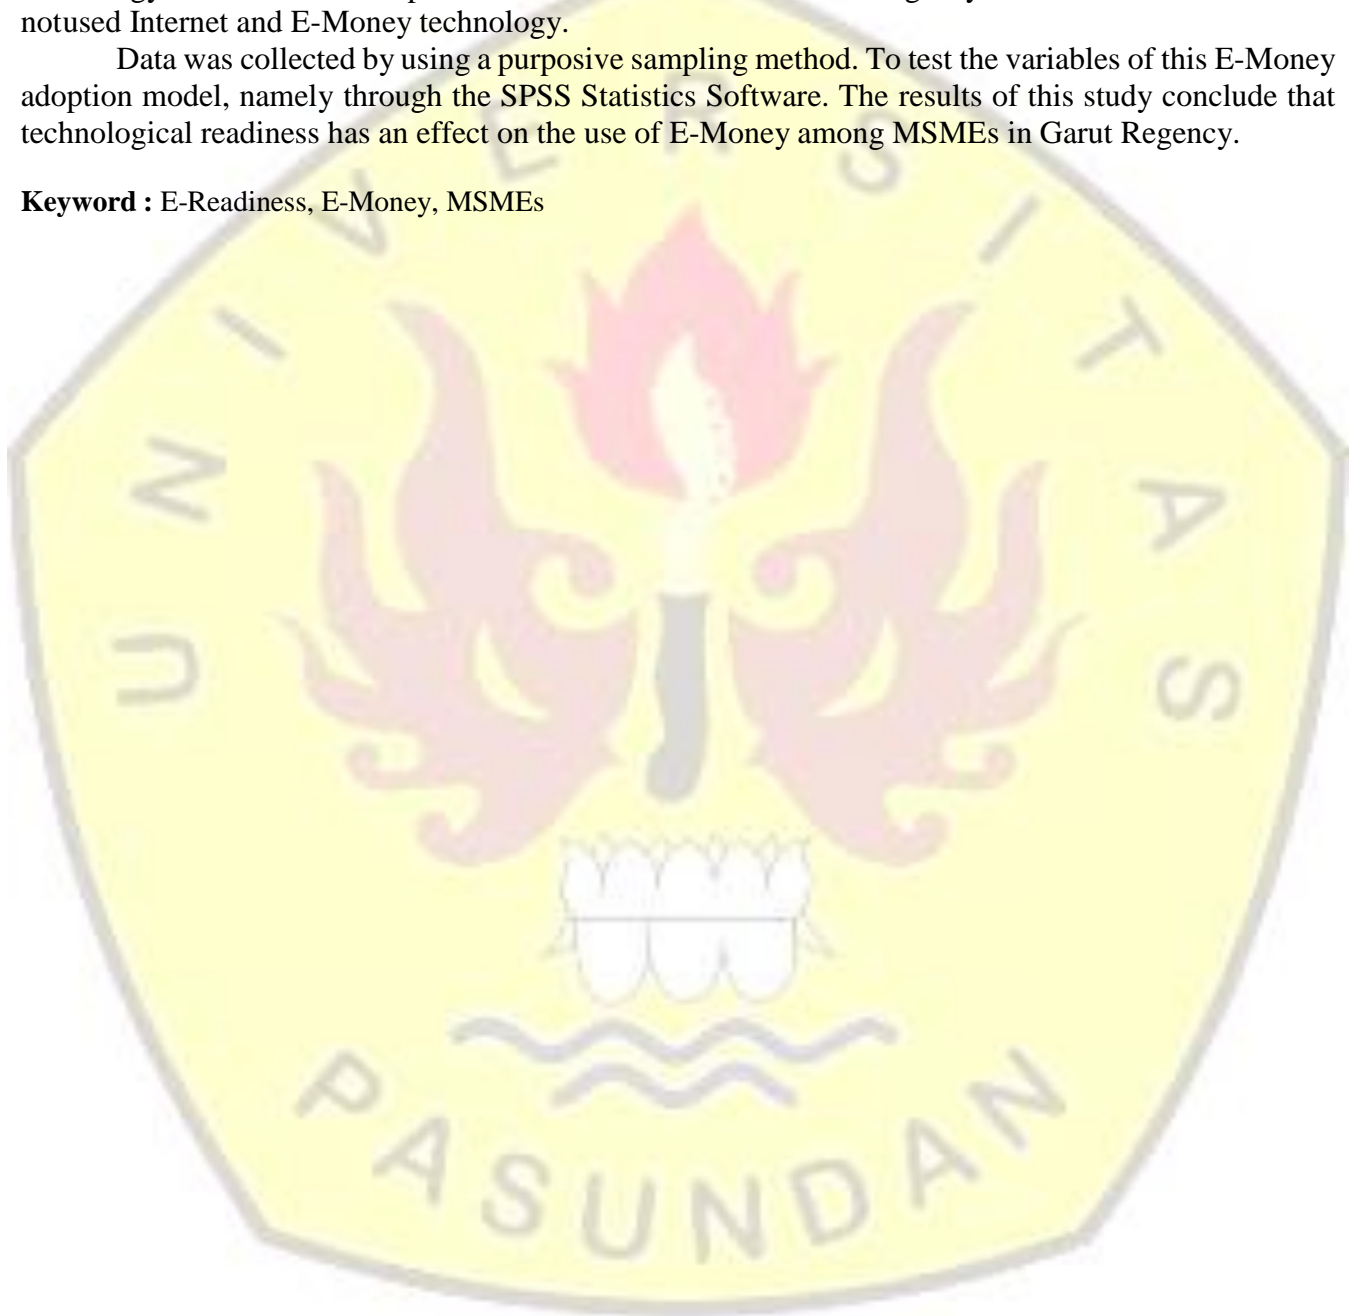 notused Internet and E-Money technology.
Data was collected by using a purposive sampling method. To test the variables of this E-Money
adoption model, namely through the SPSS Statistics Software. The results of this study conclude that
technological readiness has an effect on the use of E-Money among MSMEs in Garut Regency.
Keyword : E-Readiness, E-Money, MSMEs
UNIVERSITAS
PASUNDAN